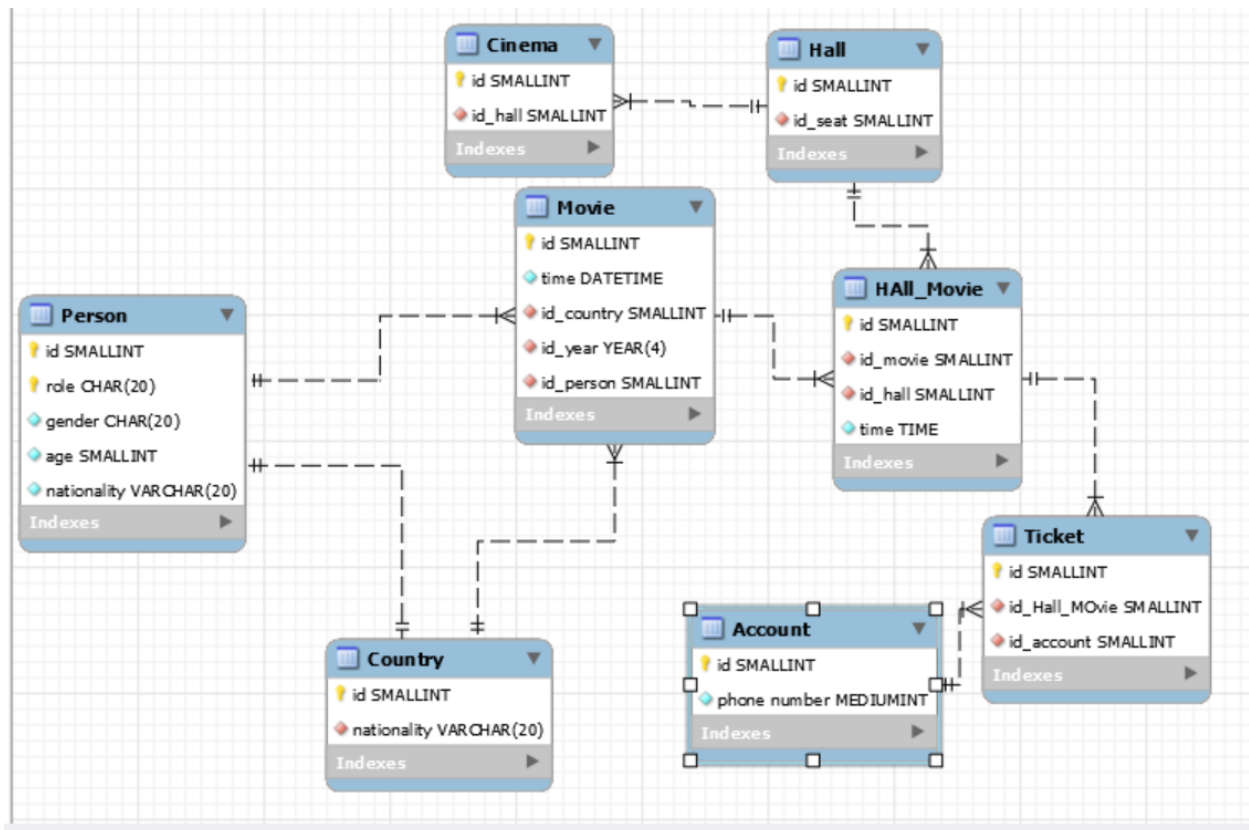 Cinema
id SMALLINT
id_hall SMALLINT
Indexes
Hall
id SMALLINT
id_seat SMALLINT
Indexes
Movie
id SMALLINT
time DATETIME
id_country SMALLINT
id_year YEAR(4)
id_person SMALLINT
Indexes
HAll_Movie
id SMALLINT
id_movie SMALLINT
id_hall SMALLINT
time TIME
Indexes
Person
id SMALLINT
role CHAR(20)
gender CHAR(20)
age SMALLINT
nationality VARCHAR(20)
Indexes
Ticket
id SMALLINT
id_Hall_MOvie SMALLINT
id_account SMALLINT
Indexes
Account
id SMALLINT
phone number MEDIUMINT
Indexes
Country
id SMALLINT
nationality VARCHAR(20)
Indexes